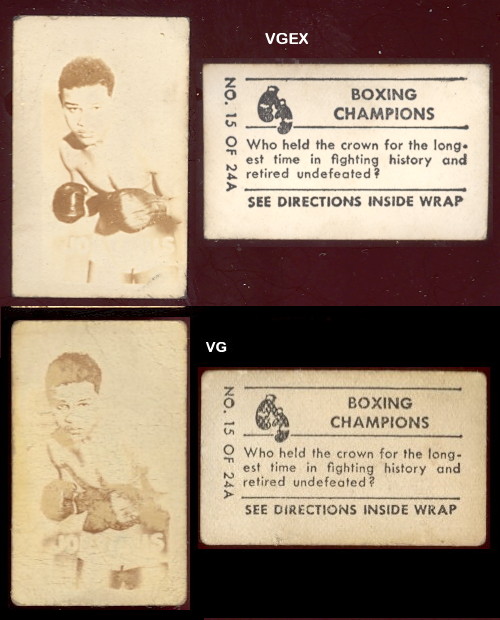 VGEX
NO. 15 OF 24A
BOXING
CHAMPIONS
Who held the crown for the long-
est time in fighting history and
retired undefeated?
SEE DIRECTIONS INSIDE WRAP
VG
NO. 15 OF 24A
BOXING
CHAMPIONS
Who held the crown for the long-
est time in fighting history and
retired undefeated?
SEE DIRECTIONS INSIDE WRAP